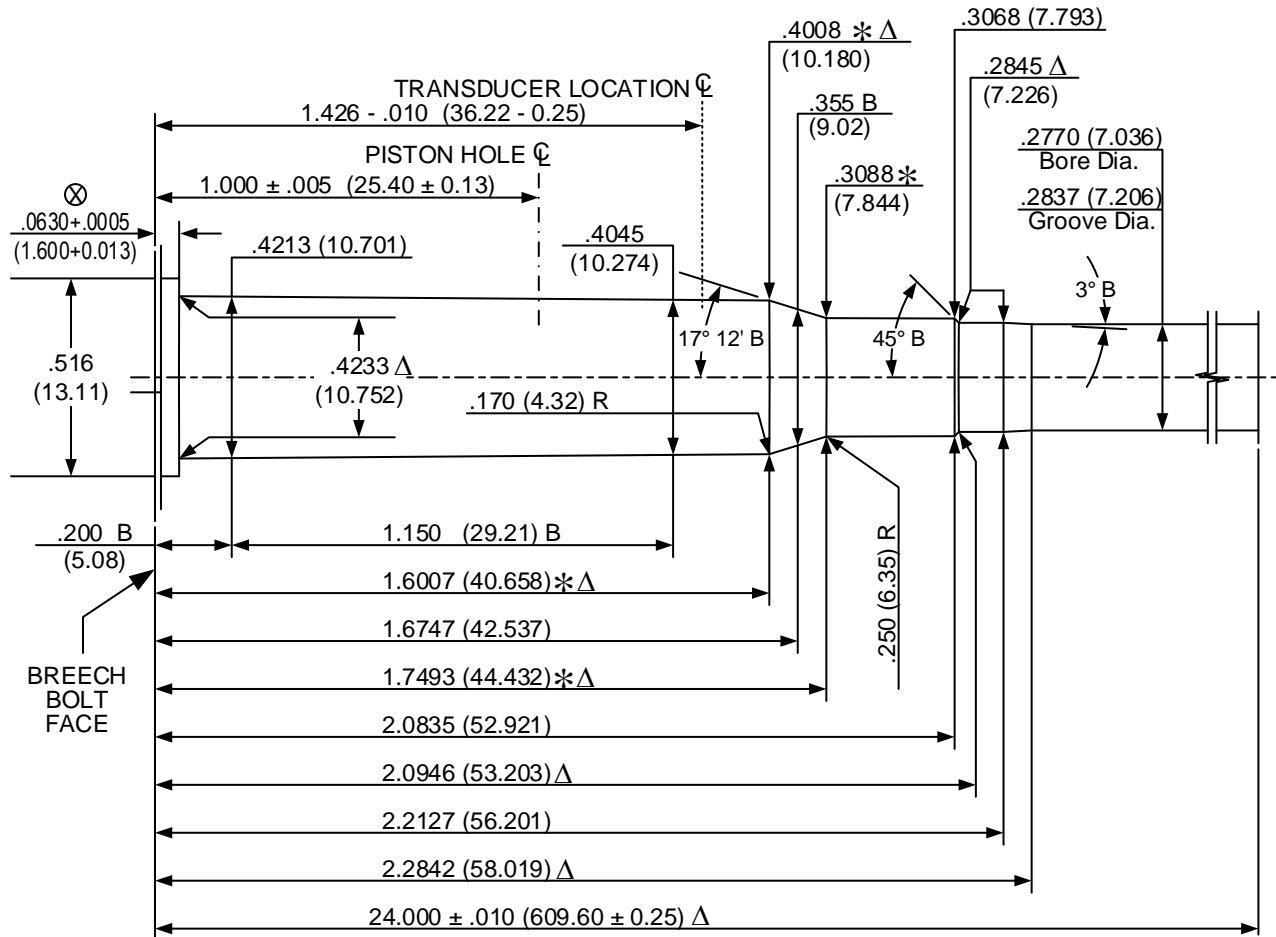 .4008 ✻ Δ
(10.180)
.3068 (7.793)
.2845 Δ
(7.226)
TRANSDUCER LOCATION ℄
1.426 - .010 (36.22 - 0.25)
.355 B
(9.02)
.2770 (7.036)
Bore Dia.
PISTON HOLE ℄
1.000 ± .005 (25.40 ± 0.13)
.3088 ✻
(7.844)
.2837 (7.206)
Groove Dia.
⊗
.0630+.0005
(1.600+0.013)
.4213 (10.701)
.4045
(10.274)
3° B
17° 12' B
45° B
.516
(13.11)
.4233 Δ
(10.752)
.170 (4.32) R
.200 B
(5.08)
1.150 (29.21) B
.250 (6.35) R
1.6007 (40.658) ✻ Δ
1.6747 (42.537)
BREECH
BOLT
FACE
1.7493 (44.432) ✻ Δ
2.0835 (52.921)
2.0946 (53.203) Δ
2.2127 (56.201)
2.2842 (58.019) Δ
24.000 ± .010 (609.60 ± 0.25) Δ